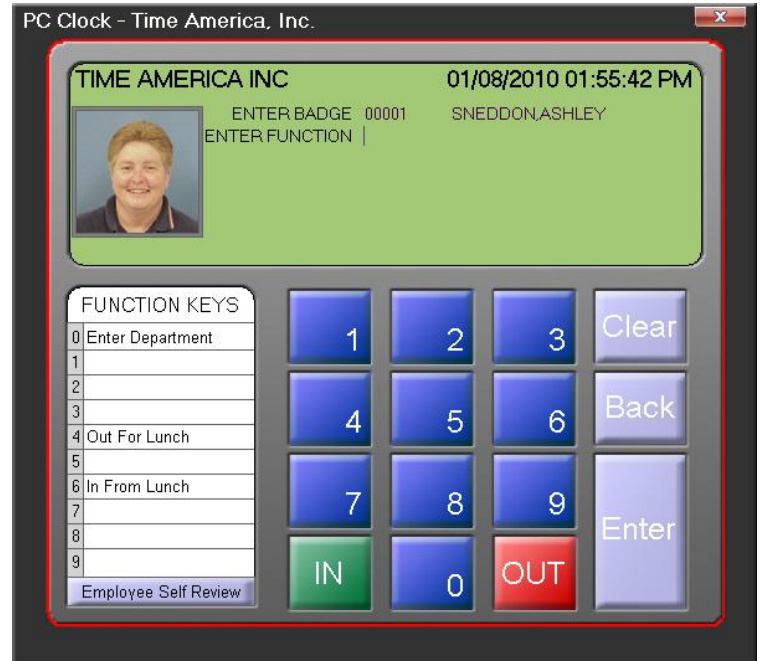 PC Clock - Time America, Inc.
x
TIME AMERICA INC 01/08/2010 01:55:42 PM
ENTER BADGE 00001 SNEDDON,ASHLEY
ENTER FUNCTION |
FUNCTION KEYS
0 Enter Department
1
2
3
4 Out For Lunch
5
6 In From Lunch
7
8
9
Employee Self Review
1 2 3 Clear
4 5 6 Back
7 8 9 Enter
IN 0 OUT